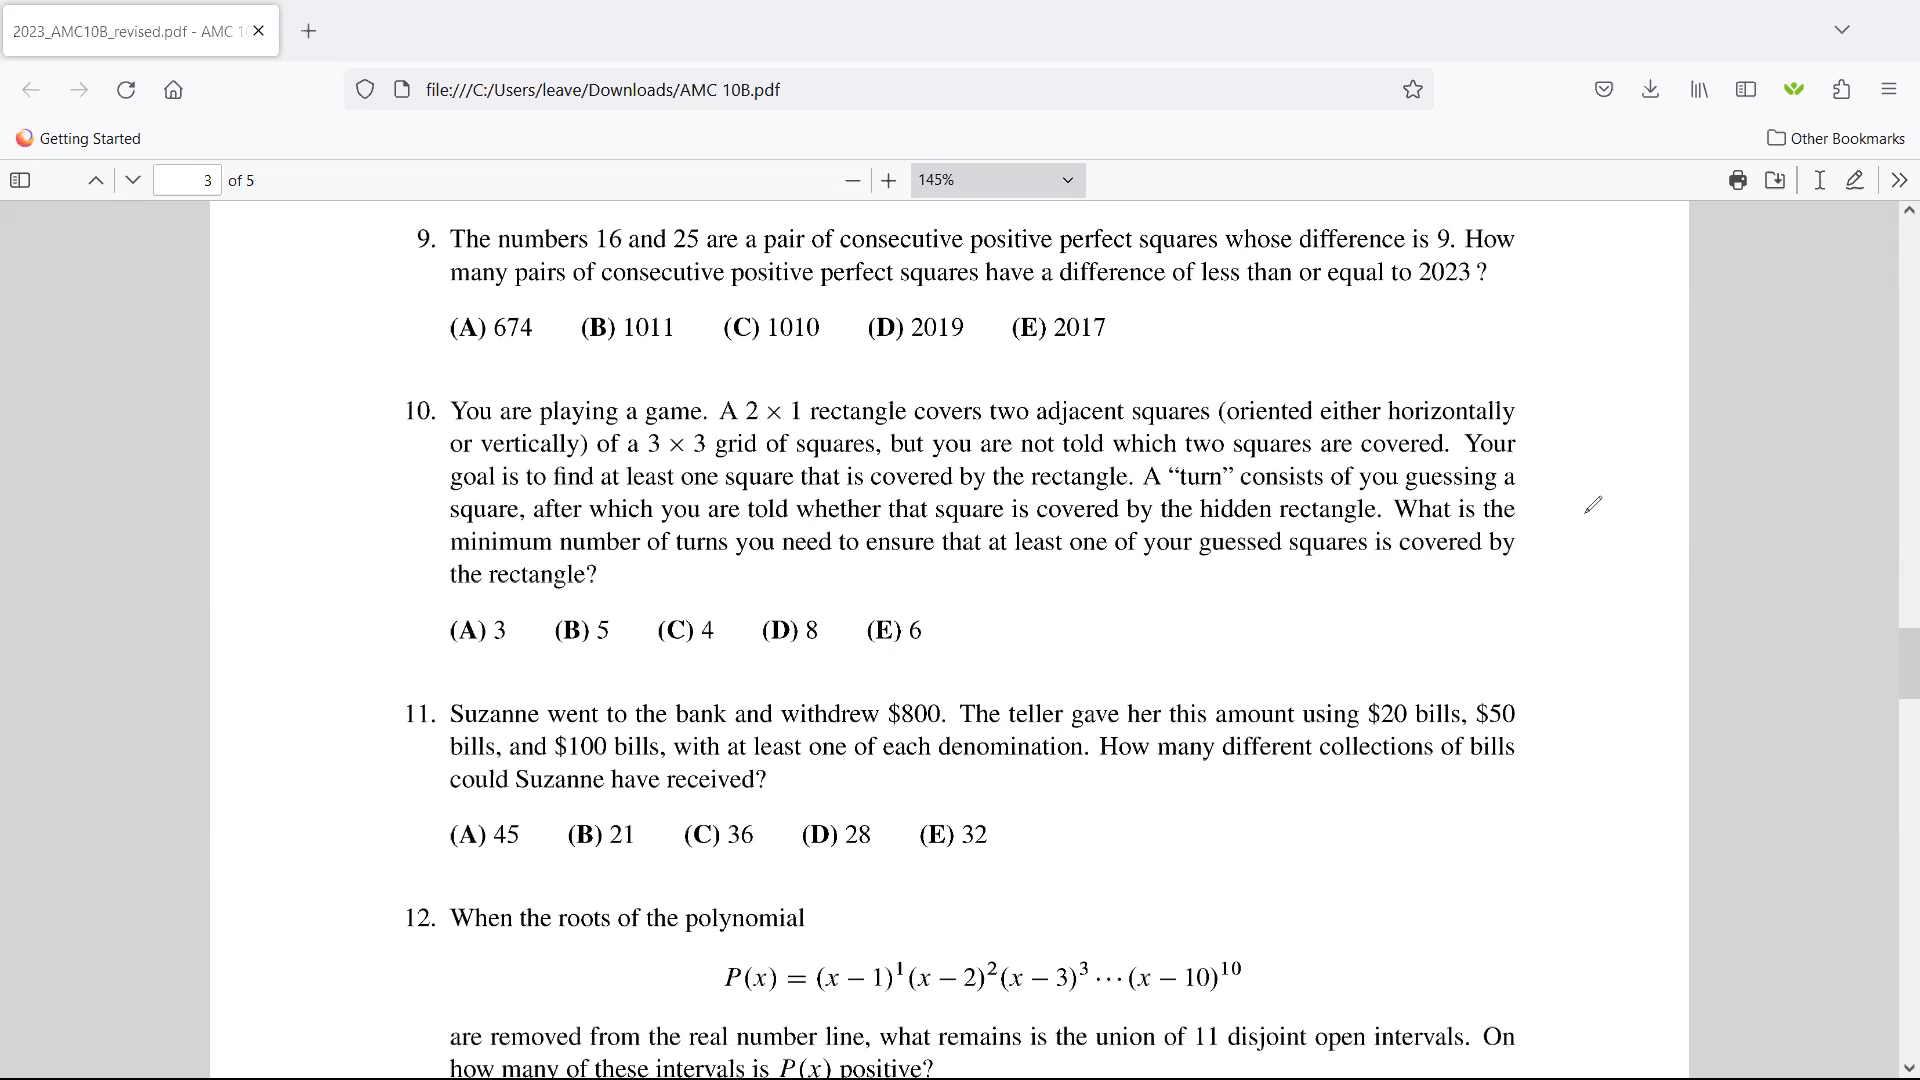 2023_AMC10B_revised.pdf - AMC 10
file:///C:/Users/leave/Downloads/AMC 10B.pdf
Getting Started
Other Bookmarks
3 of 5
145%
9. The numbers 16 and 25 are a pair of consecutive positive perfect squares whose difference is 9. How
many pairs of consecutive positive perfect squares have a difference of less than or equal to 2023 ?
(A) 674 (B) 1011 (C) 1010 (D) 2019 (E) 2017
10. You are playing a game. A 2 × 1 rectangle covers two adjacent squares (oriented either horizontally
or vertically) of a 3 × 3 grid of squares, but you are not told which two squares are covered. Your
goal is to find at least one square that is covered by the rectangle. A “turn” consists of you guessing a
square, after which you are told whether that square is covered by the hidden rectangle. What is the
minimum number of turns you need to ensure that at least one of your guessed squares is covered by
the rectangle?
(A) 3 (B) 5 (C) 4 (D) 8 (E) 6
11. Suzanne went to the bank and withdrew $800. The teller gave her this amount using $20 bills, $50
bills, and $100 bills, with at least one of each denomination. How many different collections of bills
could Suzanne have received?
(A) 45 (B) 21 (C) 36 (D) 28 (E) 32
12. When the roots of the polynomial
P(x) = (x − 1)¹(x − 2)²(x − 3)³ ⋯ (x − 10)¹⁰
are removed from the real number line, what remains is the union of 11 disjoint open intervals. On
how many of these intervals is P(x) positive?